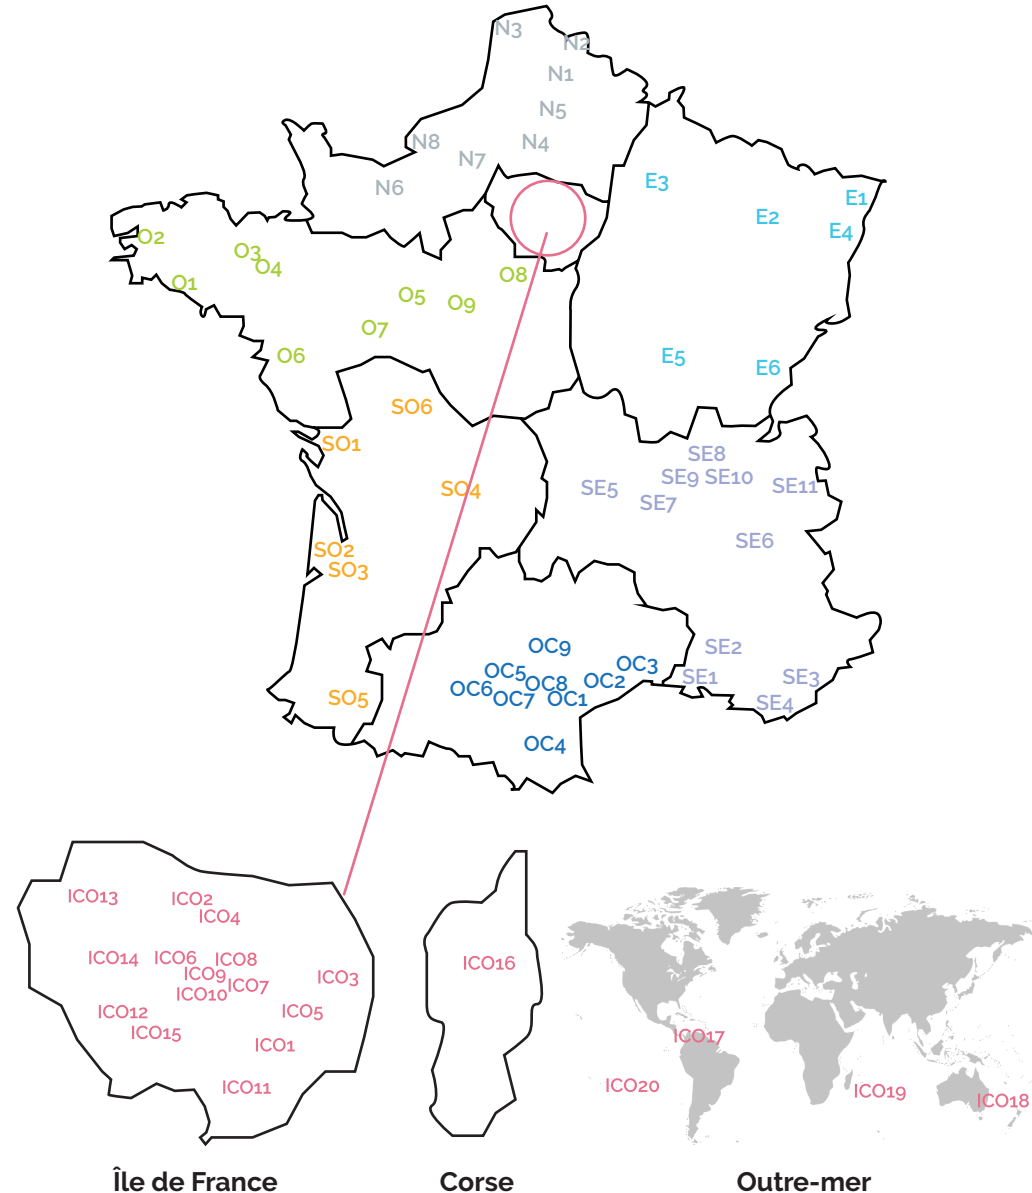 N3
N2
N1
N5
N4
N8
N7
N6
E3
E1
E2
E4
E5
E6
O2
O3
O4
O1
O8
O5
O9
O7
O6
SO6
SO1
SO4
SO2
SO3
SO5
SE8
SE9
SE10
SE11
SE5
SE7
SE6
SE2
SE1
SE3
SE4
OC9
OC3
OC5
OC2
OC8
OC6
OC7
OC1
OC4
ICO13
ICO2
ICO4
ICO14
ICO6
ICO8
ICO9
ICO3
ICO7
ICO10
ICO12
ICO5
ICO15
ICO1
ICO11
ICO16
ICO17
ICO20
ICO19
ICO18
Île de France
Corse
Outre-mer